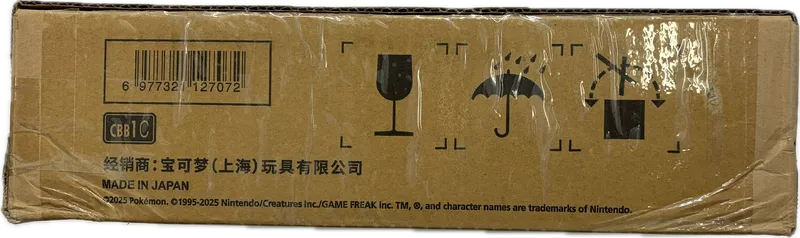 6 977321 127072
CBB1C
经销商：宝可梦（上海）玩具有限公司
MADE IN JAPAN
©2025 Pokémon. ©1995-2025 Nintendo/Creatures Inc./GAME FREAK inc. TM, ®, and character names are trademarks of Nintendo.